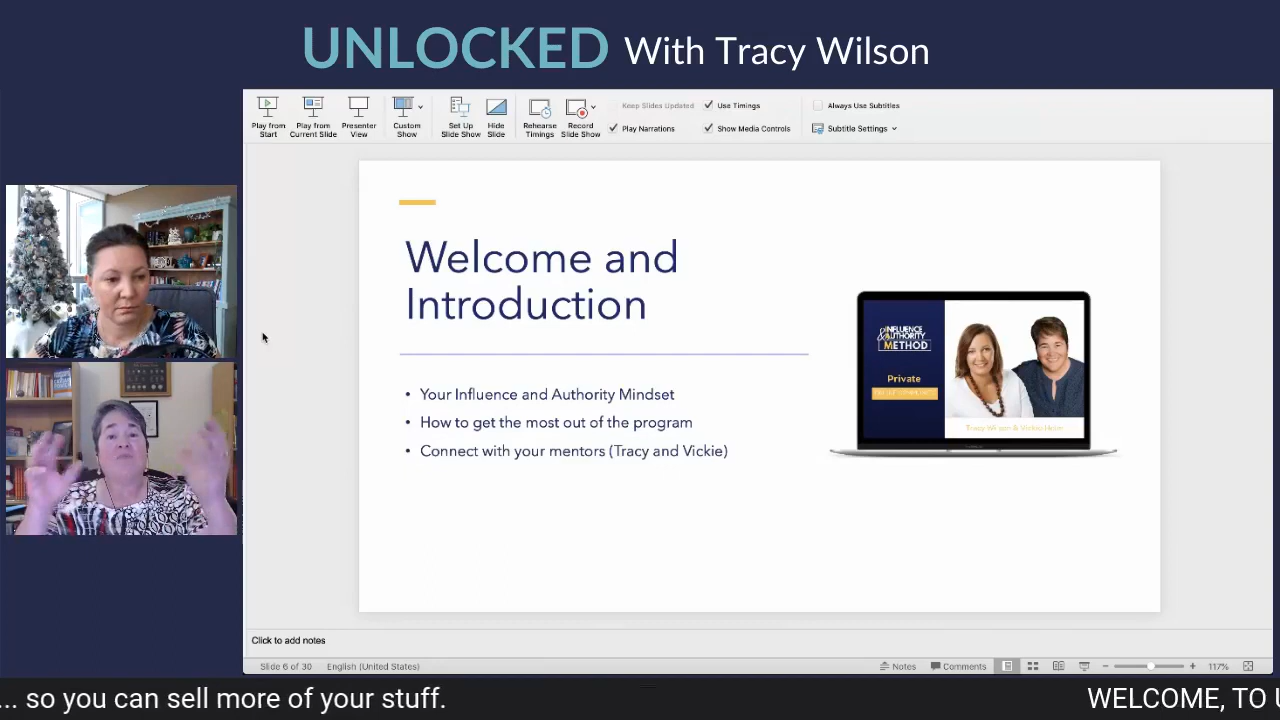 UNLOCKED With Tracy Wilson
Play from Start
Play from Current Slide
Presenter View
Custom Show
Set Up Slide Show
Hide Slide
Rehearse Timings
Record Slide Show
Keep Slides Updated
Use Timings
Play Narrations
Show Media Controls
Always Use Subtitles
Subtitle Settings
Welcome and
Introduction
• Your Influence and Authority Mindset
• How to get the most out of the program
• Connect with your mentors (Tracy and Vickie)
INFLUENCE
& AUTHORITY
METHOD
Private
Click to add notes
Slide 6 of 30 English (United States) Notes Comments 117%
... so you can sell more of your stuff. WELCOME, TO U